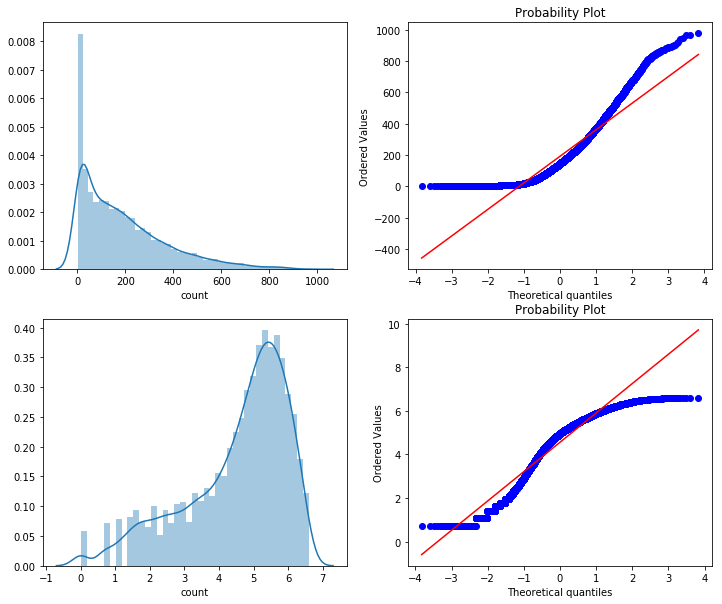 0.008
0.007
0.006
0.005
0.004
0.003
0.002
0.001
0.000
0 200 400 600 800 1000
count
Probability Plot
Ordered Values
1000
800
600
400
200
0
−200
−400
−4 −3 −2 −1 0 1 2 3 4
Theoretical quantiles
0.40
0.35
0.30
0.25
0.20
0.15
0.10
0.05
0.00
−1 0 1 2 3 4 5 6 7
count
Probability Plot
Ordered Values
10
8
6
4
2
0
−4 −3 −2 −1 0 1 2 3 4
Theoretical quantiles